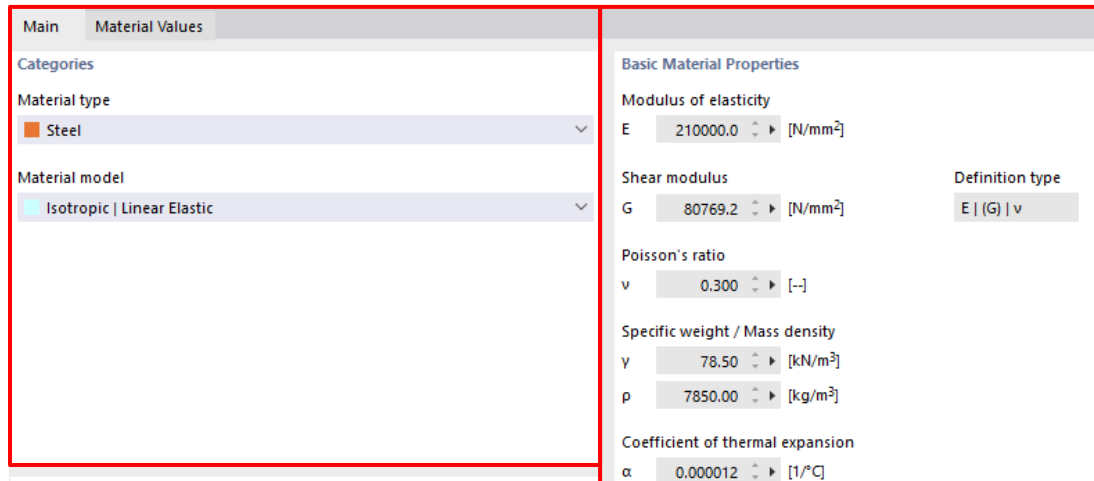 Main Material Values
Categories
Material type
Steel
Material model
Isotropic | Linear Elastic
Basic Material Properties
Modulus of elasticity
E 210000.0 [N/mm²]
Shear modulus Definition type
G 80769.2 [N/mm²] E | (G) | ν
Poisson's ratio
ν 0.300 [--]
Specific weight / Mass density
γ 78.50 [kN/m³]
ρ 7850.00 [kg/m³]
Coefficient of thermal expansion
α 0.000012 [1/°C]